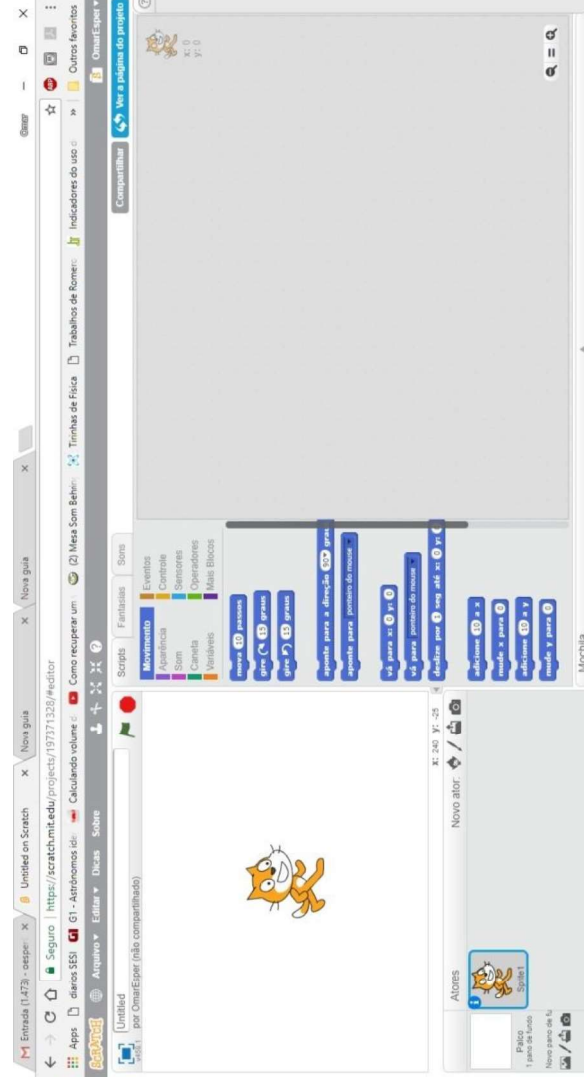 Omar
Entrada (1.473) - oesper
Untitled on Scratch
Nova guia
Nova guia
Seguro
https://scratch.mit.edu/projects/197371328/#editor
Apps
diarios SESI
G1 - Astrônomos ide
Calculando volume d
Como recuperar um
(2) Mesa Som Behrin
Tirinhas de Física
Trabalhos de Romero
Indicadores do uso d
»
Outros favoritos
SCRATCH
Arquivo
Editar
Dicas
Sobre
OmarEsper
Untitled
por OmarEsper (não compartilhado)
Scripts
Fantasias
Sons
Compartilhar
Ver a página do projeto
Movimento
Eventos
Aparência
Controle
Som
Sensores
Caneta
Operadores
Variáveis
Mais Blocos
x: 0
y: 0
mova 10 passos
gire 15 graus
gire 15 graus
aponte para a direção 90 grau
aponte para ponteiro do mouse
vá para x: 0 y: 0
vá para ponteiro do mouse
deslize por 1 seg até x: 0 y: 0
adicione 10 a x
mude x para 0
adicione 10 a y
mude y para 0
x: 240 y: -25
Atores
Novo ator:
Sprite1
Palco
1 pano de fundo
Novo pano de fu
Mochila